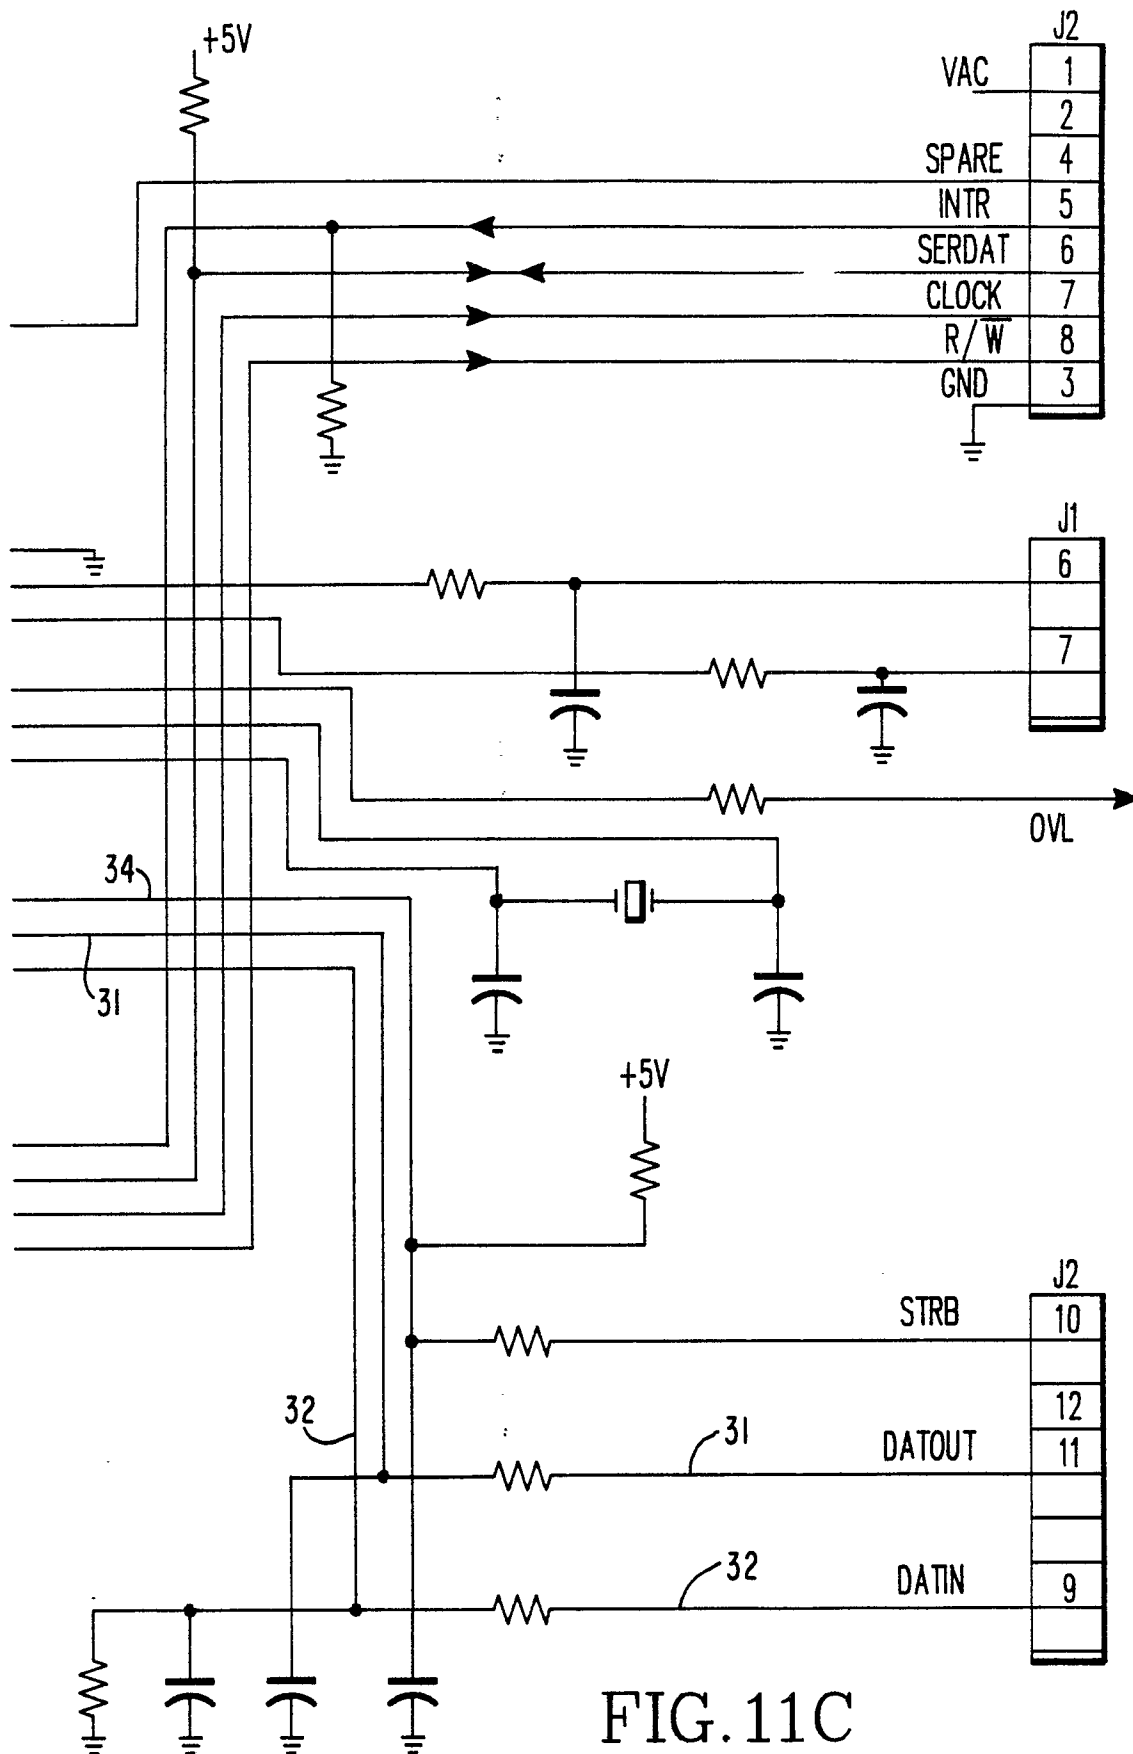 J2
+5V
VAC 1
2
SPARE 4
INTR 5
SERDAT 6
CLOCK 7
R/W̅ 8
GND 3
J1
6
7
OVL
34
31
+5V
J2
STRB 10
12
32
31
DATOUT 11
32
DATIN 9
FIG. 11C